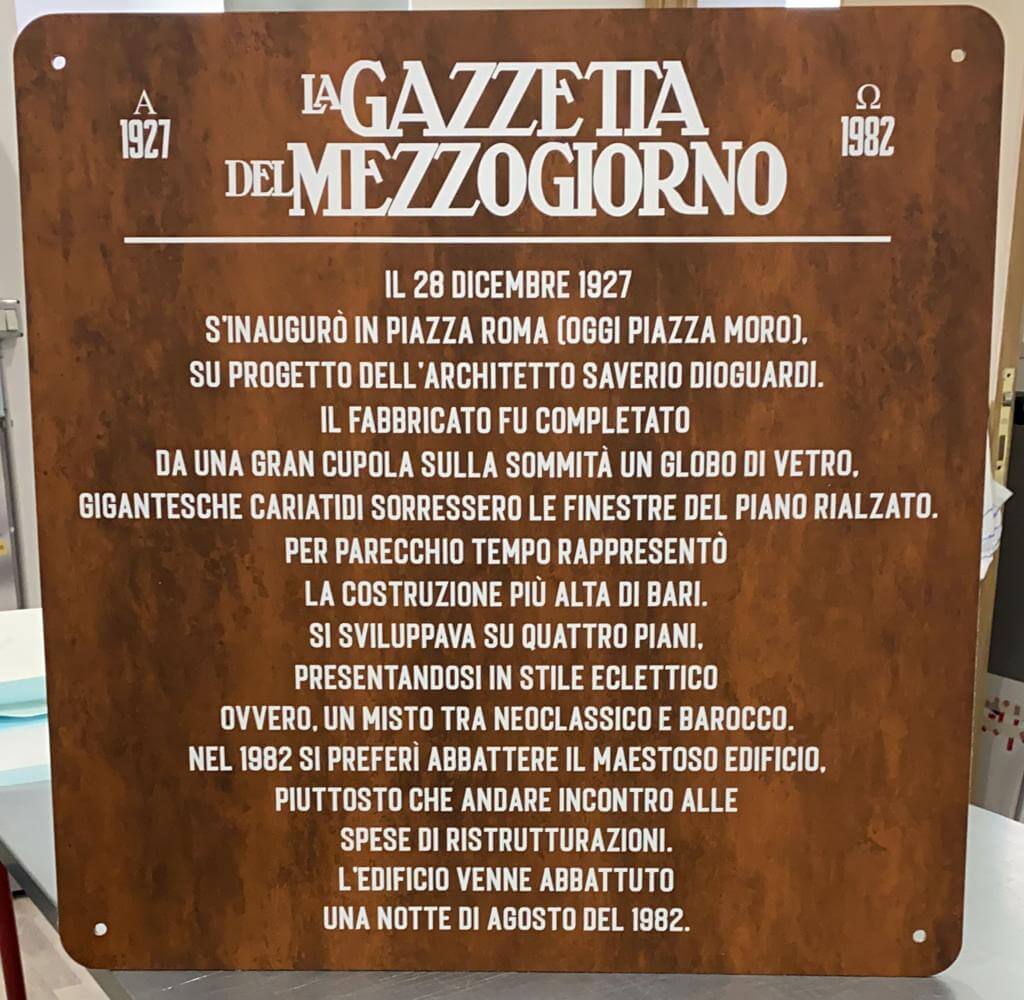 A
1927
LA GAZZETTA
DEL MEZZOGIORNO
Ω
1982
IL 28 DICEMBRE 1927
S'INAUGURÒ IN PIAZZA ROMA (OGGI PIAZZA MORO),
SU PROGETTO DELL'ARCHITETTO SAVERIO DIOGUARDI.
IL FABBRICATO FU COMPLETATO
DA UNA GRAN CUPOLA SULLA SOMMITÀ UN GLOBO DI VETRO,
GIGANTESCHE CARIATIDI SORRESSERO LE FINESTRE DEL PIANO RIALZATO.
PER PARECCHIO TEMPO RAPPRESENTÒ
LA COSTRUZIONE PIÙ ALTA DI BARI.
SI SVILUPPAVA SU QUATTRO PIANI,
PRESENTANDOSI IN STILE ECLETTICO
OVVERO, UN MISTO TRA NEOCLASSICO E BAROCCO.
NEL 1982 SI PREFERÌ ABBATTERE IL MAESTOSO EDIFICIO,
PIUTTOSTO CHE ANDARE INCONTRO ALLE
SPESE DI RISTRUTTURAZIONI.
L'EDIFICIO VENNE ABBATTUTO
UNA NOTTE DI AGOSTO DEL 1982.